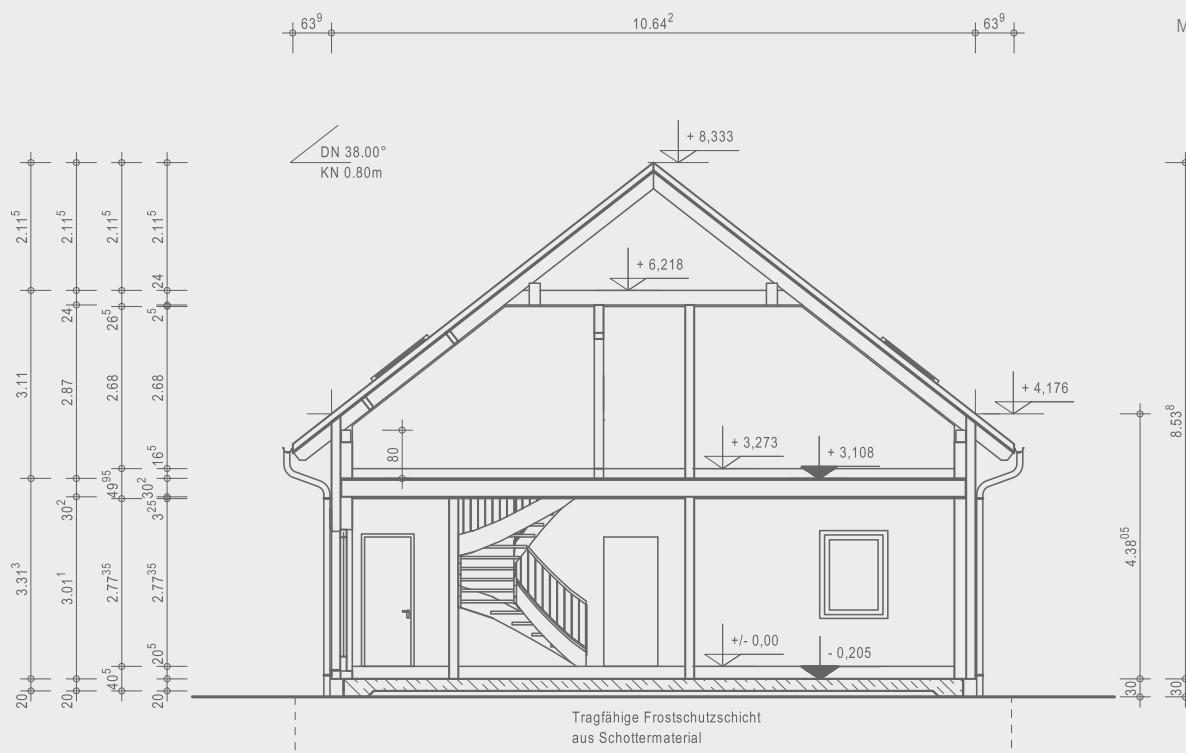 63⁹ 10.64² 63⁹
M
+ 8,333
DN 38.00°
KN 0.80m
2.11⁵ 2.11⁵ 2.11⁵ 2.11⁵
+ 6,218
24
24 26⁵ 2⁵
3.11 2.87 2.68 2.68
+ 4,176
8.53⁸
80
+ 3,273
+ 3,108
16⁵
49⁹⁵ 30²
30² 3²⁵
3.31³ 3.01¹ 2.77³⁵ 2.77³⁵
4.38⁰⁵
+/- 0,00
- 0,205
20⁵
40⁵
20 20 20
30 30
Tragfähige Frostschutzschicht
aus Schottermaterial